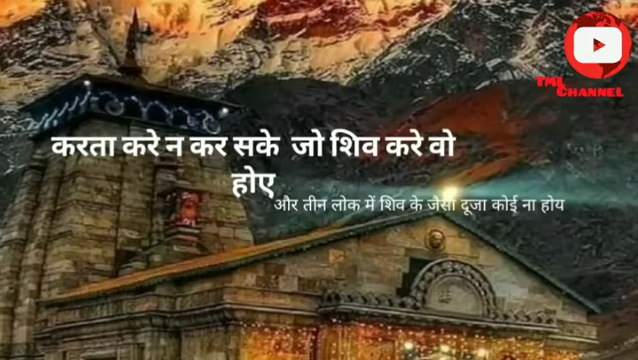 TML
CHANNEL
करता करे न कर सके जो शिव करे वो
होए
और तीन लोक में शिव के जैसा दूजा कोई ना होय